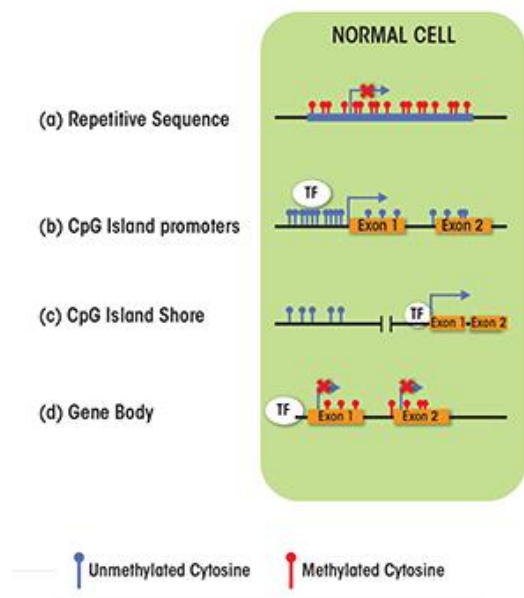 NORMAL CELL
(a) Repetitive Sequence
TF
(b) CpG Island promoters
Exon 1 Exon 2
(c) CpG Island Shore
TF
Exon 1 Exon 2
(d) Gene Body
TF
Exon 1 Exon 2
Unmethylated Cytosine Methylated Cytosine